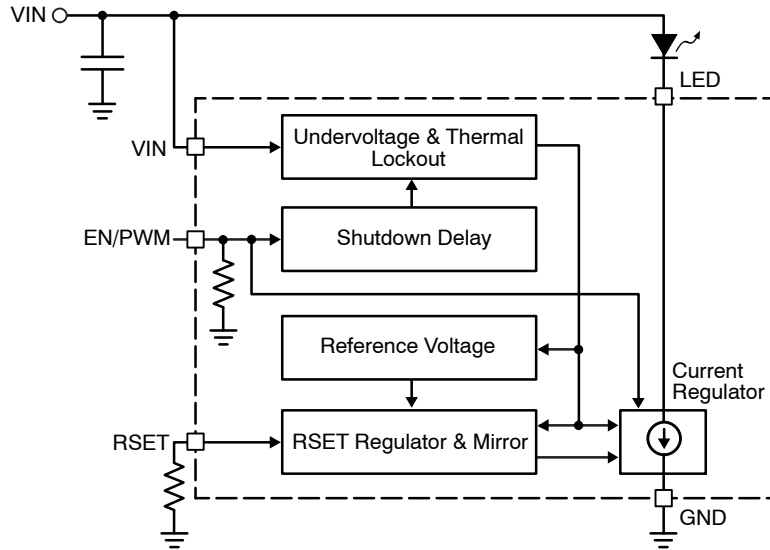 VIN
LED
VIN
Undervoltage & Thermal
Lockout
EN/PWM
Shutdown Delay
Reference Voltage
Current
Regulator
RSET
RSET Regulator & Mirror
GND